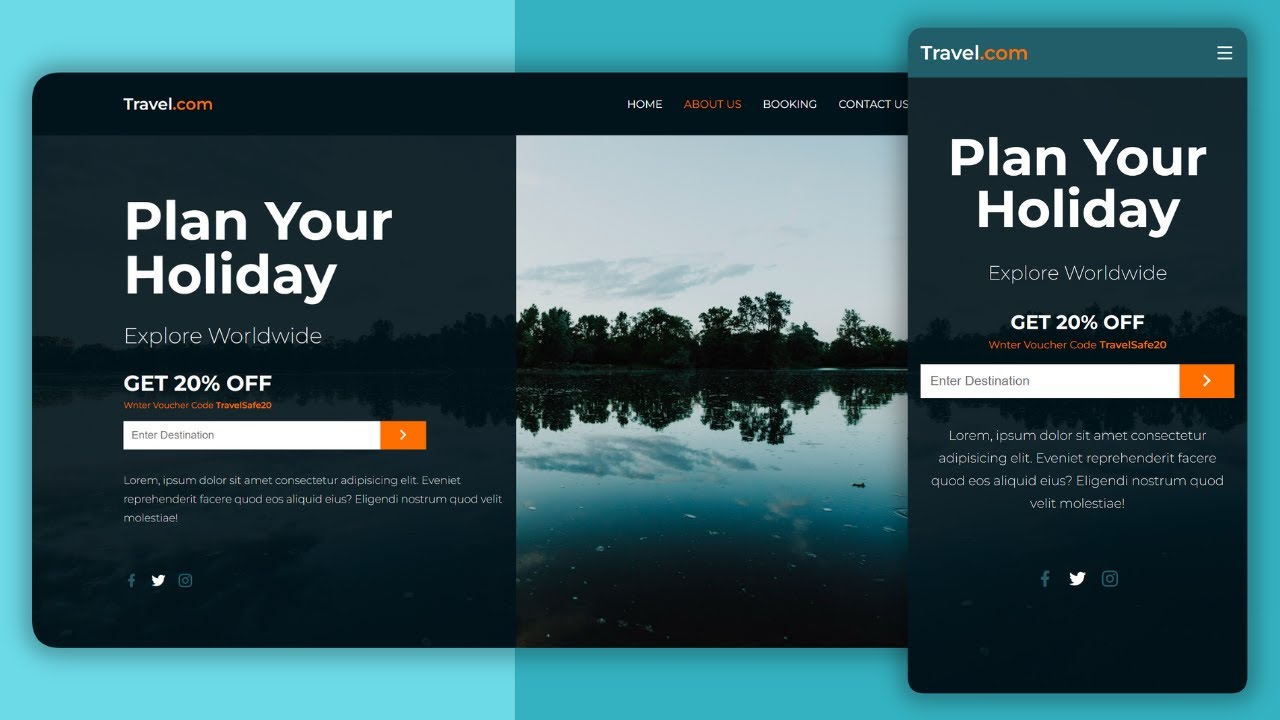 Travel.com
HOME ABOUT US BOOKING CONTACT US
Plan Your
Holiday
Explore Worldwide
GET 20% OFF
Wnter Voucher Code TravelSafe20
Enter Destination
Lorem, ipsum dolor sit amet consectetur adipisicing elit. Eveniet
reprehenderit facere quod eos aliquid eius? Eligendi nostrum quod velit
molestiae!
Travel.com
Plan Your
Holiday
Explore Worldwide
GET 20% OFF
Wnter Voucher Code TravelSafe20
Enter Destination
Lorem, ipsum dolor sit amet consectetur
adipisicing elit. Eveniet reprehenderit facere
quod eos aliquid eius? Eligendi nostrum quod
velit molestiae!